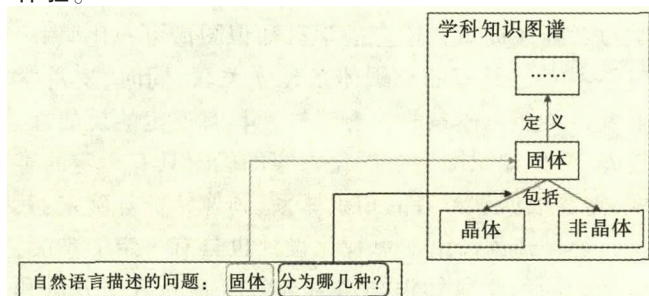 学科知识图谱
……
定义
固体
包括
晶体
非晶体
自然语言描述的问题：固体 分为哪几种？